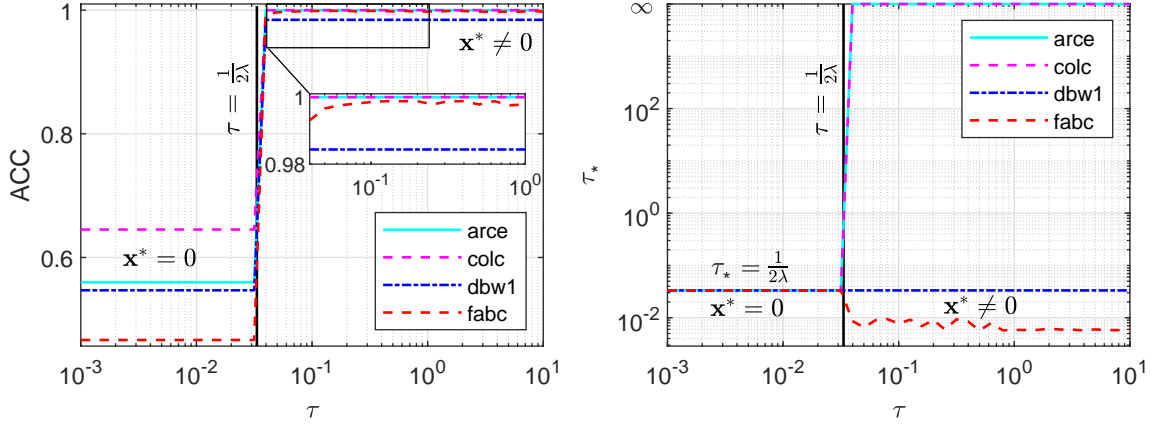 1
0.8
0.6
ACC
τ = 1/2λ
x* ≠ 0
1
0.98
10^-1
10^0
x* = 0
arce
colc
dbw1
fabc
10^-3
10^-2
10^-1
10^0
10^1
τ
∞
10^2
10^0
10^-2
τ*
τ = 1/2λ
arce
colc
dbw1
fabc
τ* = 1/2λ
x* = 0
x* ≠ 0
10^-3
10^-2
10^-1
10^0
10^1
τ